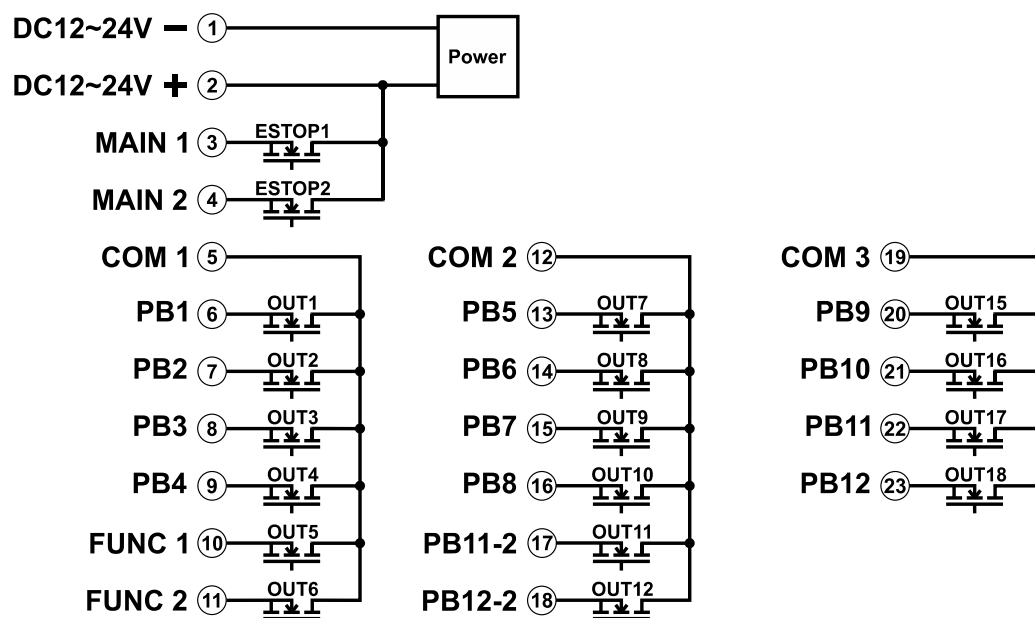 DC12~24V − 1
Power
DC12~24V + 2
MAIN 1 3 ESTOP1
MAIN 2 4 ESTOP2
COM 1 5
PB1 6 OUT1
PB2 7 OUT2
PB3 8 OUT3
PB4 9 OUT4
FUNC 1 10 OUT5
FUNC 2 11 OUT6
COM 2 12
PB5 13 OUT7
PB6 14 OUT8
PB7 15 OUT9
PB8 16 OUT10
PB11-2 17 OUT11
PB12-2 18 OUT12
COM 3 19
PB9 20 OUT15
PB10 21 OUT16
PB11 22 OUT17
PB12 23 OUT18